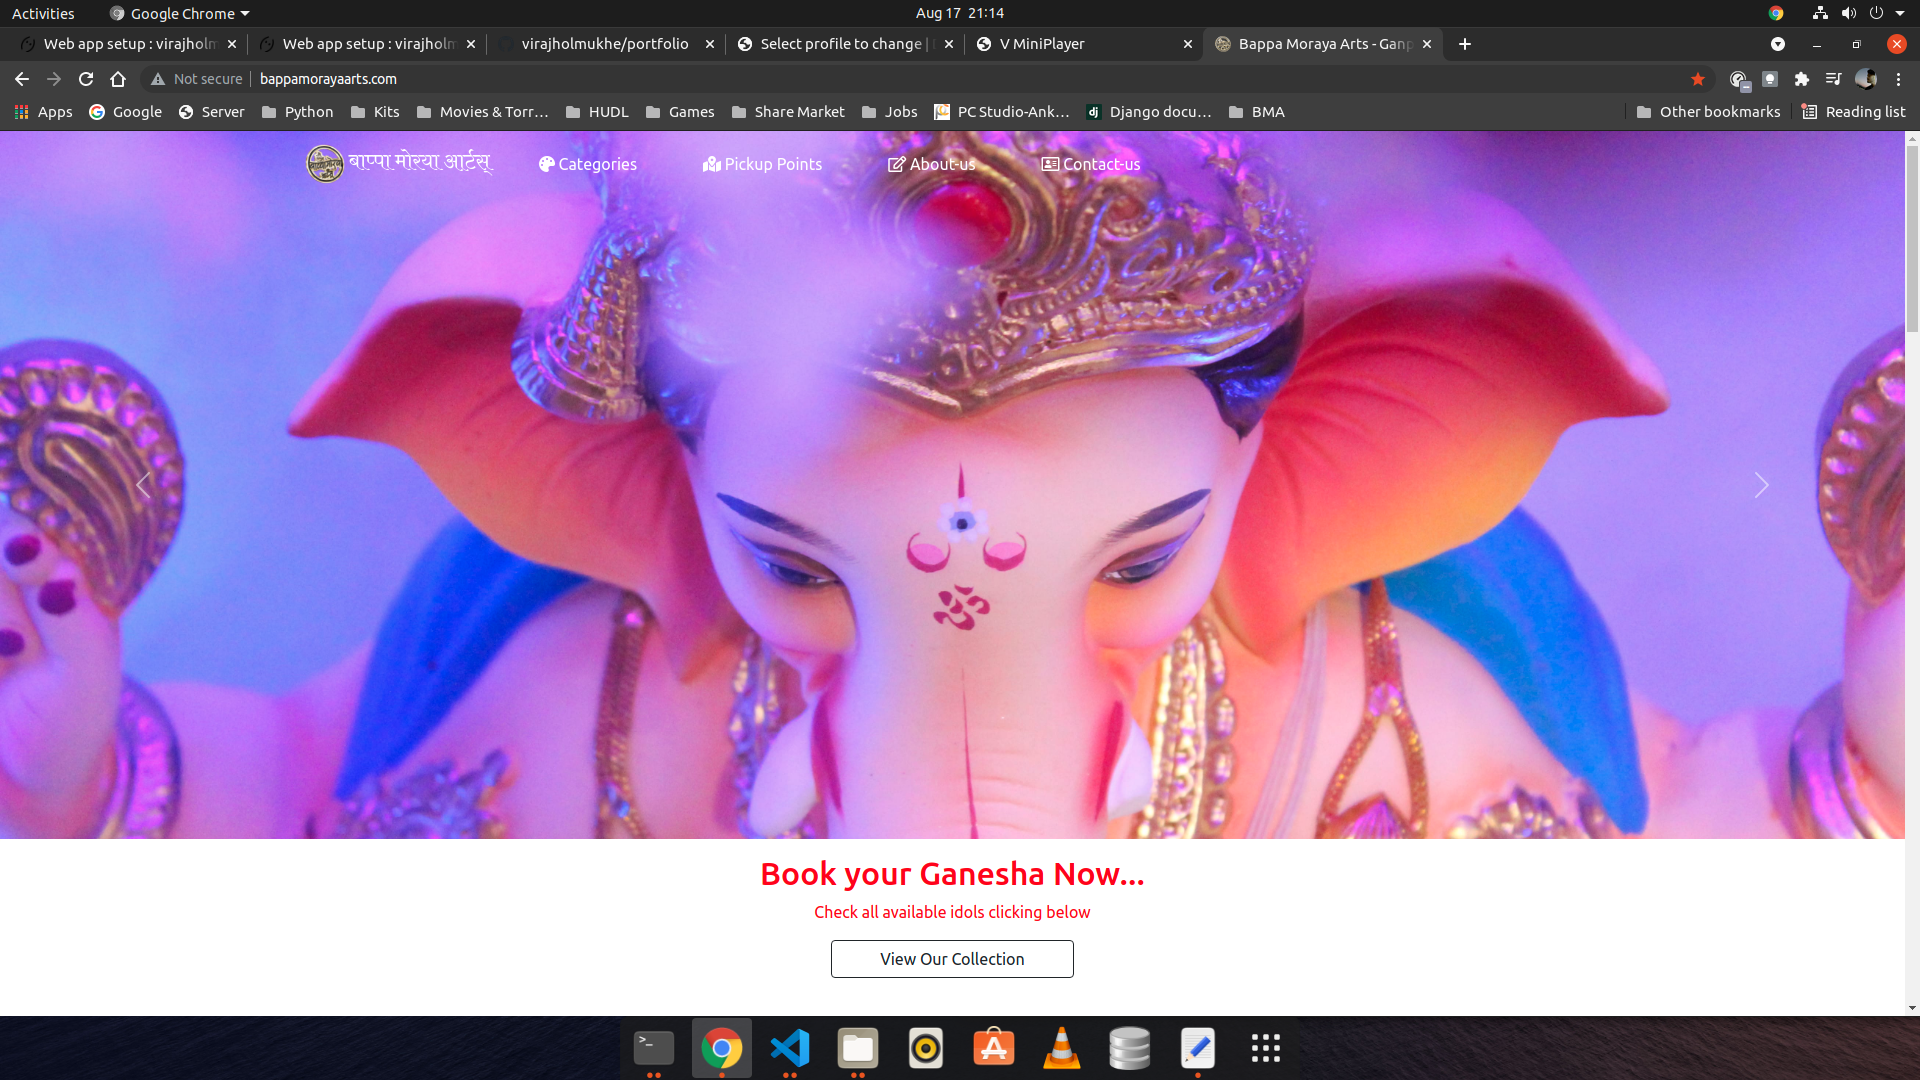 Activities
Google Chrome
Aug 17 21:14
Web app setup : virajholm
Web app setup : virajholm
virajholmukhe/portfolio
Select profile to change |
V MiniPlayer
Bappa Moraya Arts - Ganp
Not secure
bappamorayaarts.com
Apps
Google
Server
Python
Kits
Movies & Torr...
HUDL
Games
Share Market
Jobs
PC Studio-Ank...
dj
Django docu...
BMA
Other bookmarks
Reading list
बाप्पा मोरया आर्टस्
Categories
Pickup Points
About-us
Contact-us
ॐ
Book your Ganesha Now...
Check all available idols clicking below
View Our Collection
>_